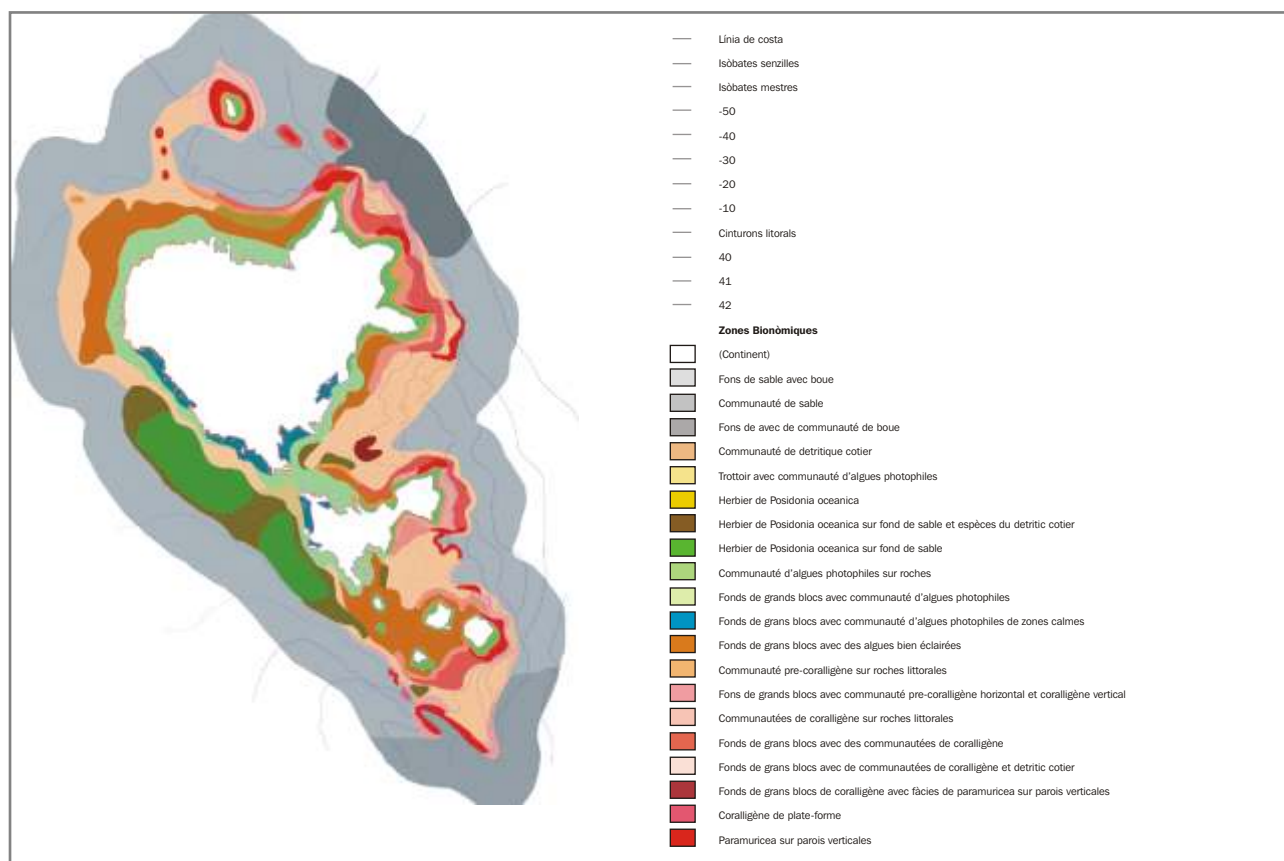 Línia de costa
Isòbates senzilles
Isòbates mestres
-50
-40
-30
-20
-10
Cinturons litorals
40
41
42
Zones Bionòmiques
(Continent)
Fons de sable avec boue
Communauté de sable
Fons de avec de communauté de boue
Communauté de detritique cotier
Trottoir avec communauté d'algues photophiles
Herbier de Posidonia oceanica
Herbier de Posidonia oceanica sur fond de sable et espèces du detritic cotier
Herbier de Posidonia oceanica sur fond de sable
Communauté d'algues photophiles sur roches
Fonds de grands blocs avec communauté d'algues photophiles
Fonds de grans blocs avec communauté d'algues photophiles de zones calmes
Fonds de grans blocs avec des algues bien éclairées
Communauté pre-coralligène sur roches littorales
Fons de grands blocs avec communauté pre-coralligène horizontal et coralligène vertical
Communautées de coralligène sur roches littorales
Fonds de grans blocs avec des communautées de coralligène
Fonds de grans blocs avec de communautées de coralligène et detritic cotier
Fonds de grans blocs de coralligène avec fàcies de paramuricea sur parois verticales
Coralligène de plate-forme
Paramuricea sur parois verticales